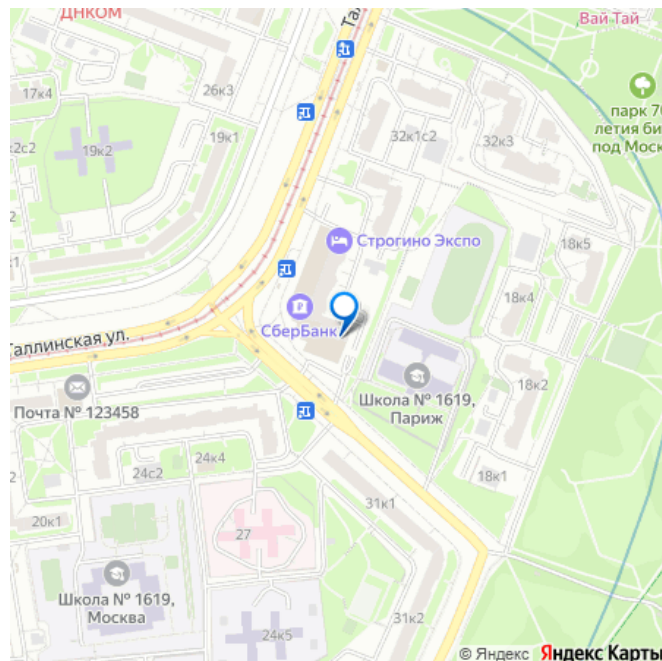 ДНКОМ
Вай Тай
Та
17к4
26к3
парк 70
летия би
под Моск
19к1
32к1с2
32к3
2с2
19к2
Строгино Экспо
18к5
к1
18к4
СберБанк
Таллинская ул.
Школа № 1619,
Париж
18к2
Почта № 123458
24к4
24с2
18к1
31к1
20к1
27
Школа № 1619,
Москва
31к2
24к5
© Яндекс Яндекс Карты